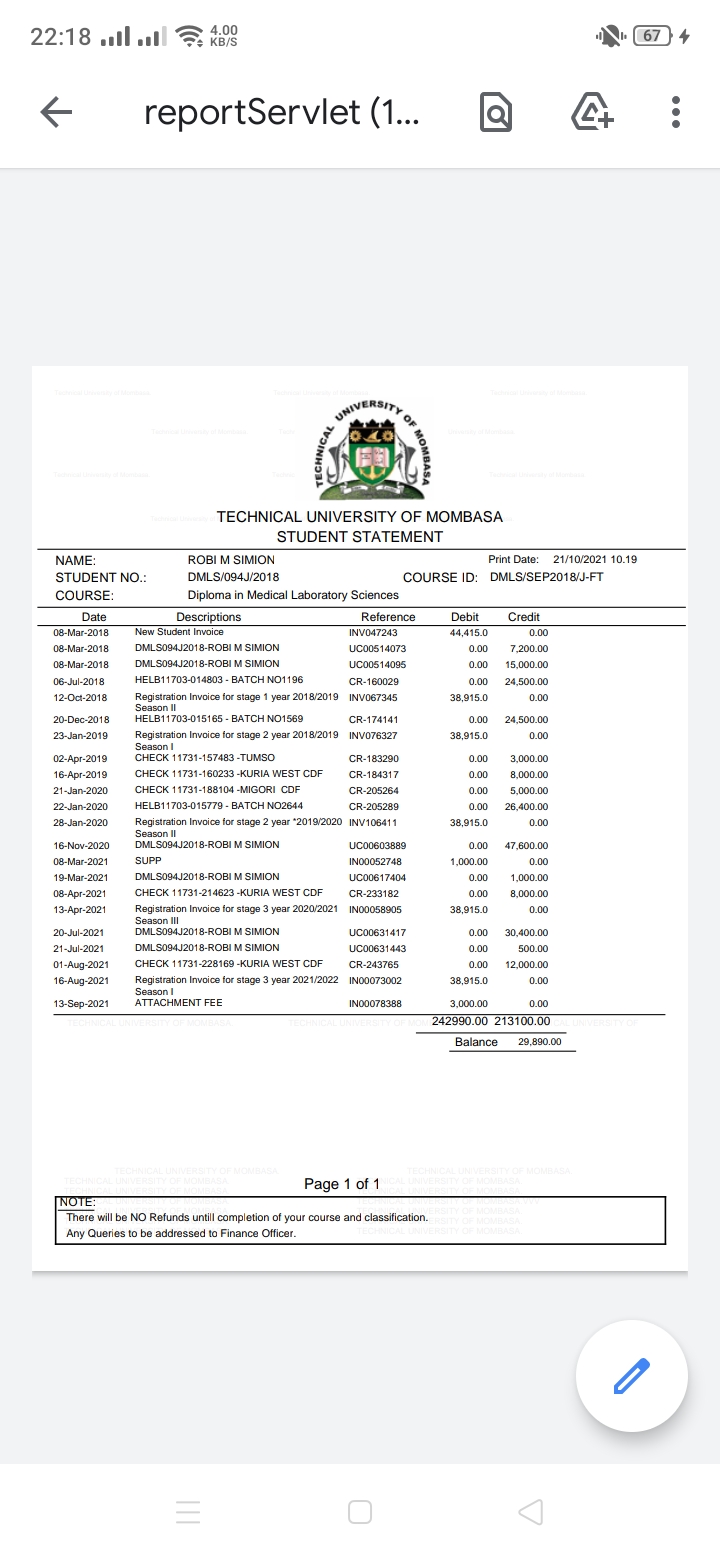 22:18 4.00 KB/S 67
reportServlet (1...
TECHNICAL UNIVERSITY OF MOMBASA
TECHNICAL UNIVERSITY OF MOMBASA
STUDENT STATEMENT
NAME: ROBI M SIMION Print Date: 21/10/2021 10.19
STUDENT NO.: DMLS/094J/2018 COURSE ID: DMLS/SEP2018/J-FT
COURSE: Diploma in Medical Laboratory Sciences
Date Descriptions Reference Debit Credit
08-Mar-2018 New Student Invoice INV047243 44,415.0 0.00
08-Mar-2018 DMLS094J2018-ROBI M SIMION UC00514073 0.00 7,200.00
08-Mar-2018 DMLS094J2018-ROBI M SIMION UC00514095 0.00 15,000.00
06-Jul-2018 HELB11703-014803 - BATCH NO1196 CR-160029 0.00 24,500.00
12-Oct-2018 Registration Invoice for stage 1 year 2018/2019 INV067345 38,915.0 0.00
Season II
20-Dec-2018 HELB11703-015165 - BATCH NO1569 CR-174141 0.00 24,500.00
23-Jan-2019 Registration Invoice for stage 2 year 2018/2019 INV076327 38,915.0 0.00
Season I
02-Apr-2019 CHECK 11731-157483 -TUMSO CR-183290 0.00 3,000.00
16-Apr-2019 CHECK 11731-160233 -KURIA WEST CDF CR-184317 0.00 8,000.00
21-Jan-2020 CHECK 11731-188104 -MIGORI CDF CR-205264 0.00 5,000.00
22-Jan-2020 HELB11703-015779 - BATCH NO2644 CR-205289 0.00 26,400.00
28-Jan-2020 Registration Invoice for stage 2 year *2019/2020 INV106411 38,915.0 0.00
Season II
16-Nov-2020 DMLS094J2018-ROBI M SIMION UC00603889 0.00 47,600.00
08-Mar-2021 SUPP IN00052748 1,000.00 0.00
19-Mar-2021 DMLS094J2018-ROBI M SIMION UC00617404 0.00 1,000.00
08-Apr-2021 CHECK 11731-214623 -KURIA WEST CDF CR-233182 0.00 8,000.00
13-Apr-2021 Registration Invoice for stage 3 year 2020/2021 IN00058905 38,915.0 0.00
Season III
20-Jul-2021 DMLS094J2018-ROBI M SIMION UC00631417 0.00 30,400.00
21-Jul-2021 DMLS094J2018-ROBI M SIMION UC00631443 0.00 500.00
01-Aug-2021 CHECK 11731-228169 -KURIA WEST CDF CR-243765 0.00 12,000.00
16-Aug-2021 Registration Invoice for stage 3 year 2021/2022 IN00073002 38,915.0 0.00
Season I
13-Sep-2021 ATTACHMENT FEE IN00078388 3,000.00 0.00
242990.00 213100.00
Balance 29,890.00
Page 1 of 1
NOTE:
There will be NO Refunds untill completion of your course and classification.
Any Queries to be addressed to Finance Officer.